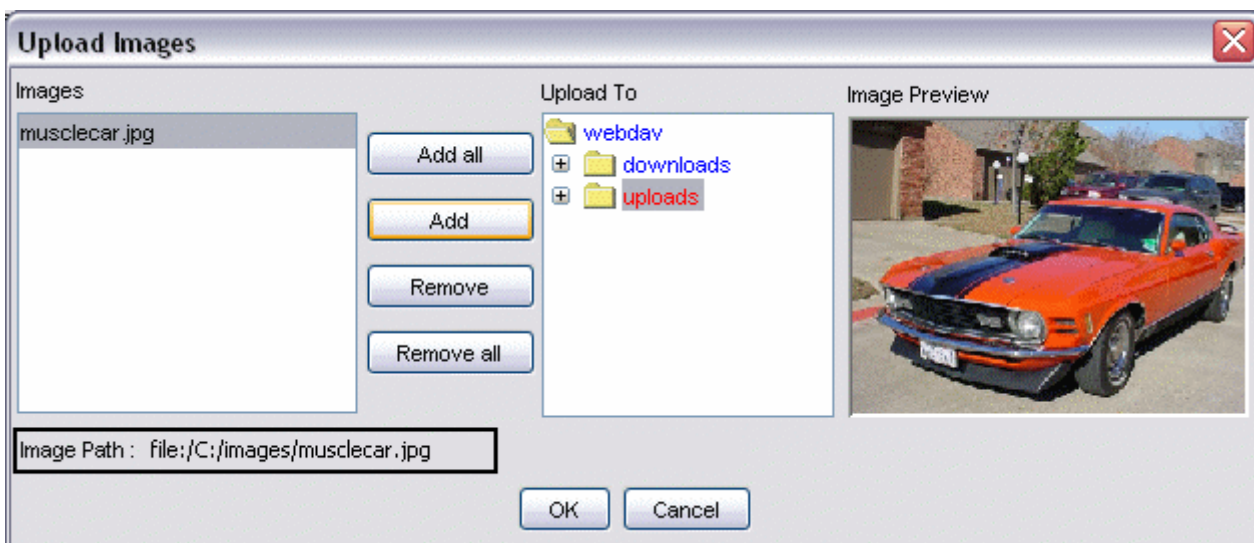 Upload Images
Images
Upload To
Image Preview
musclecar.jpg
Add all
Add
Remove
Remove all
webdav
downloads
uploads
Image Path : file:/C:/images/musclecar.jpg
OK
Cancel